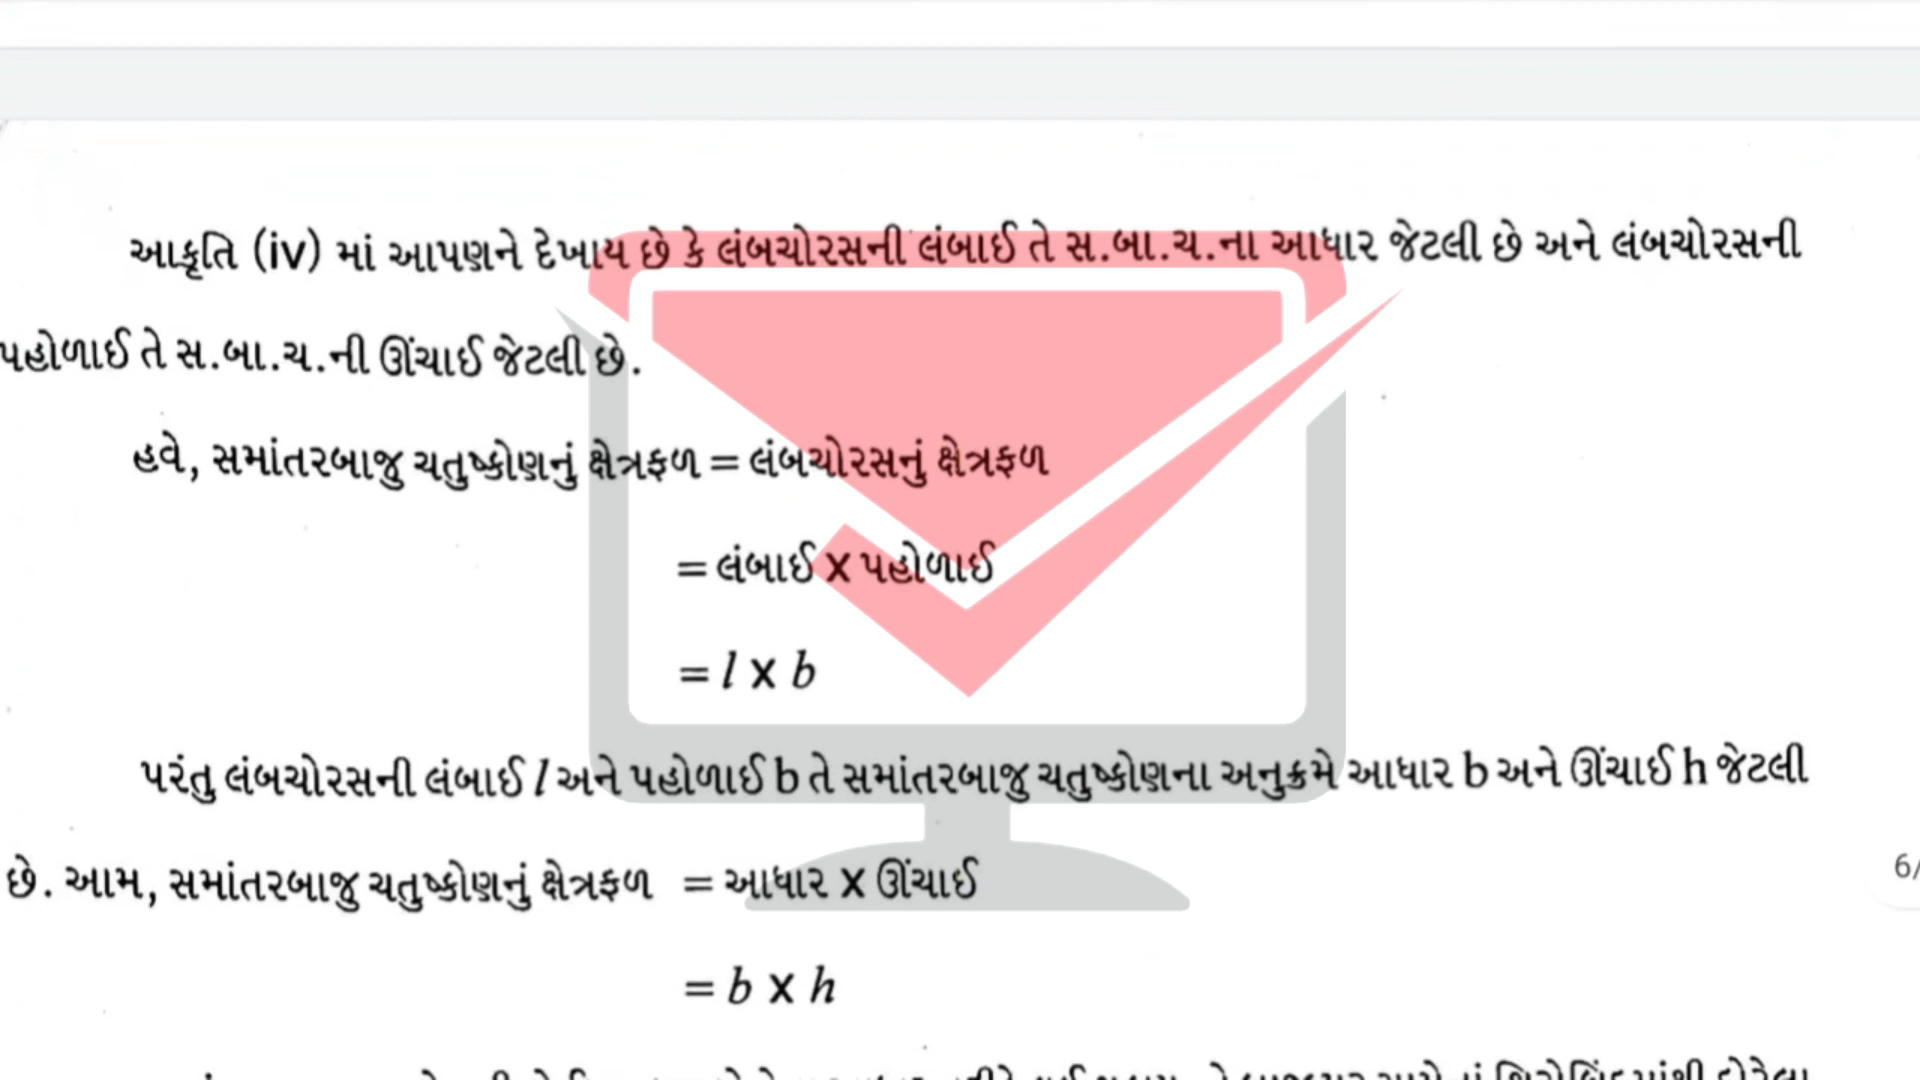 આકૃતિ (iv) માં આપણને દેખાય છે કે લંબચોરસની લંબાઈ તે સ.બા.ચ.ના આધાર જેટલી છે અને લંબચોરસની
પહોળાઈ તે સ.બા.ચ.ની ઊંચાઈ જેટલી છે.
હવે, સમાંતરબાજુ ચતુષ્કોણનું ક્ષેત્રફળ = લંબચોરસનું ક્ષેત્રફળ
= લંબાઈ x પહોળાઈ
= l x b
પરંતુ લંબચોરસની લંબાઈ l અને પહોળાઈ b તે સમાંતરબાજુ ચતુષ્કોણના અનુક્રમે આધાર b અને ઊંચાઈ h જેટલી
છે. આમ, સમાંતરબાજુ ચતુષ્કોણનું ક્ષેત્રફળ = આધાર x ઊંચાઈ
6/
= b x h